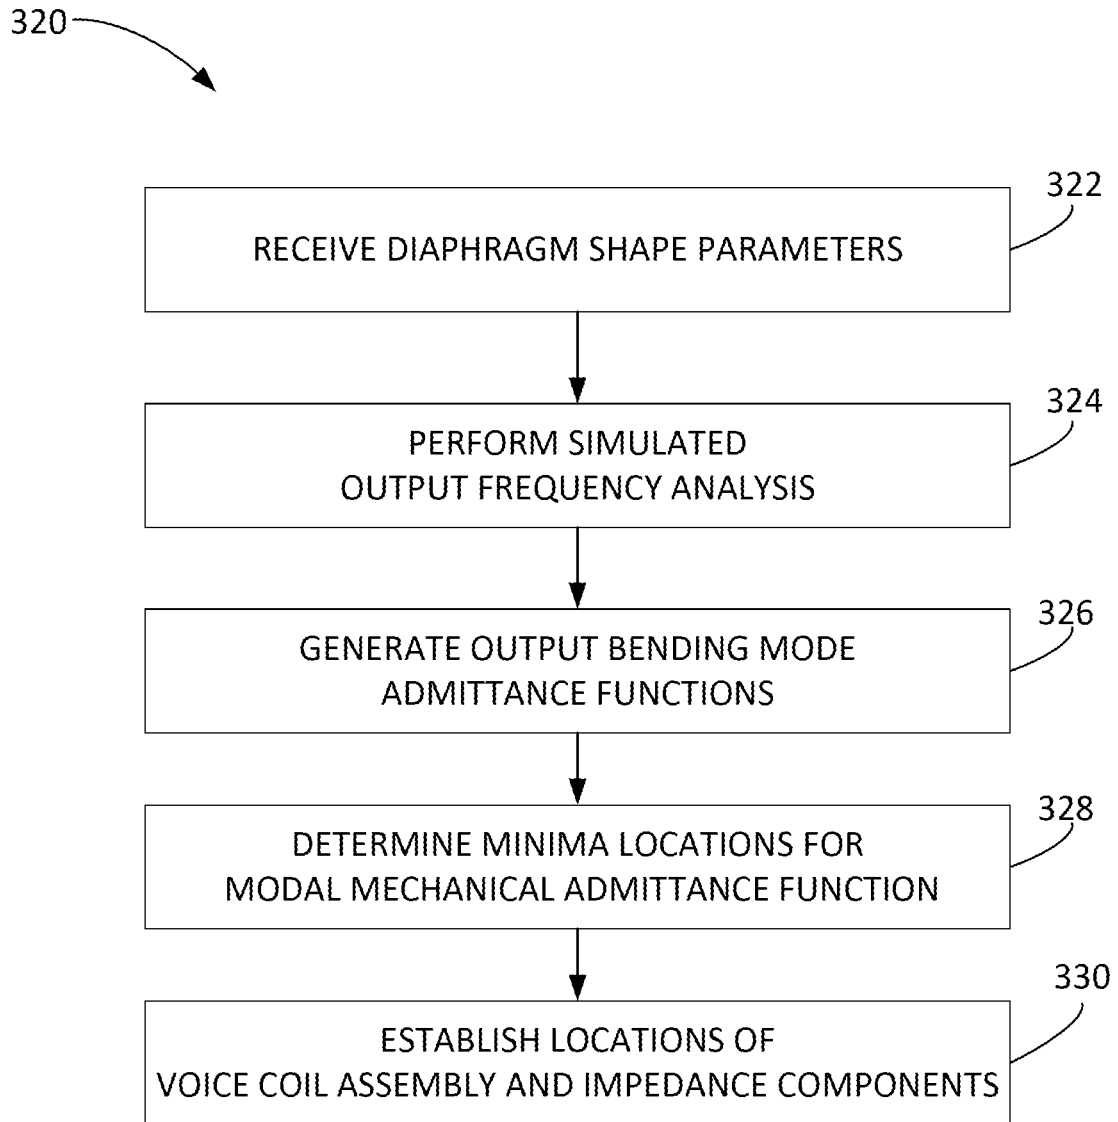 320
322
RECEIVE DIAPHRAGM SHAPE PARAMETERS
324
PERFORM SIMULATED
OUTPUT FREQUENCY ANALYSIS
326
GENERATE OUTPUT BENDING MODE
ADMITTANCE FUNCTIONS
328
DETERMINE MINIMA LOCATIONS FOR
MODAL MECHANICAL ADMITTANCE FUNCTION
330
ESTABLISH LOCATIONS OF
VOICE COIL ASSEMBLY AND IMPEDANCE COMPONENTS